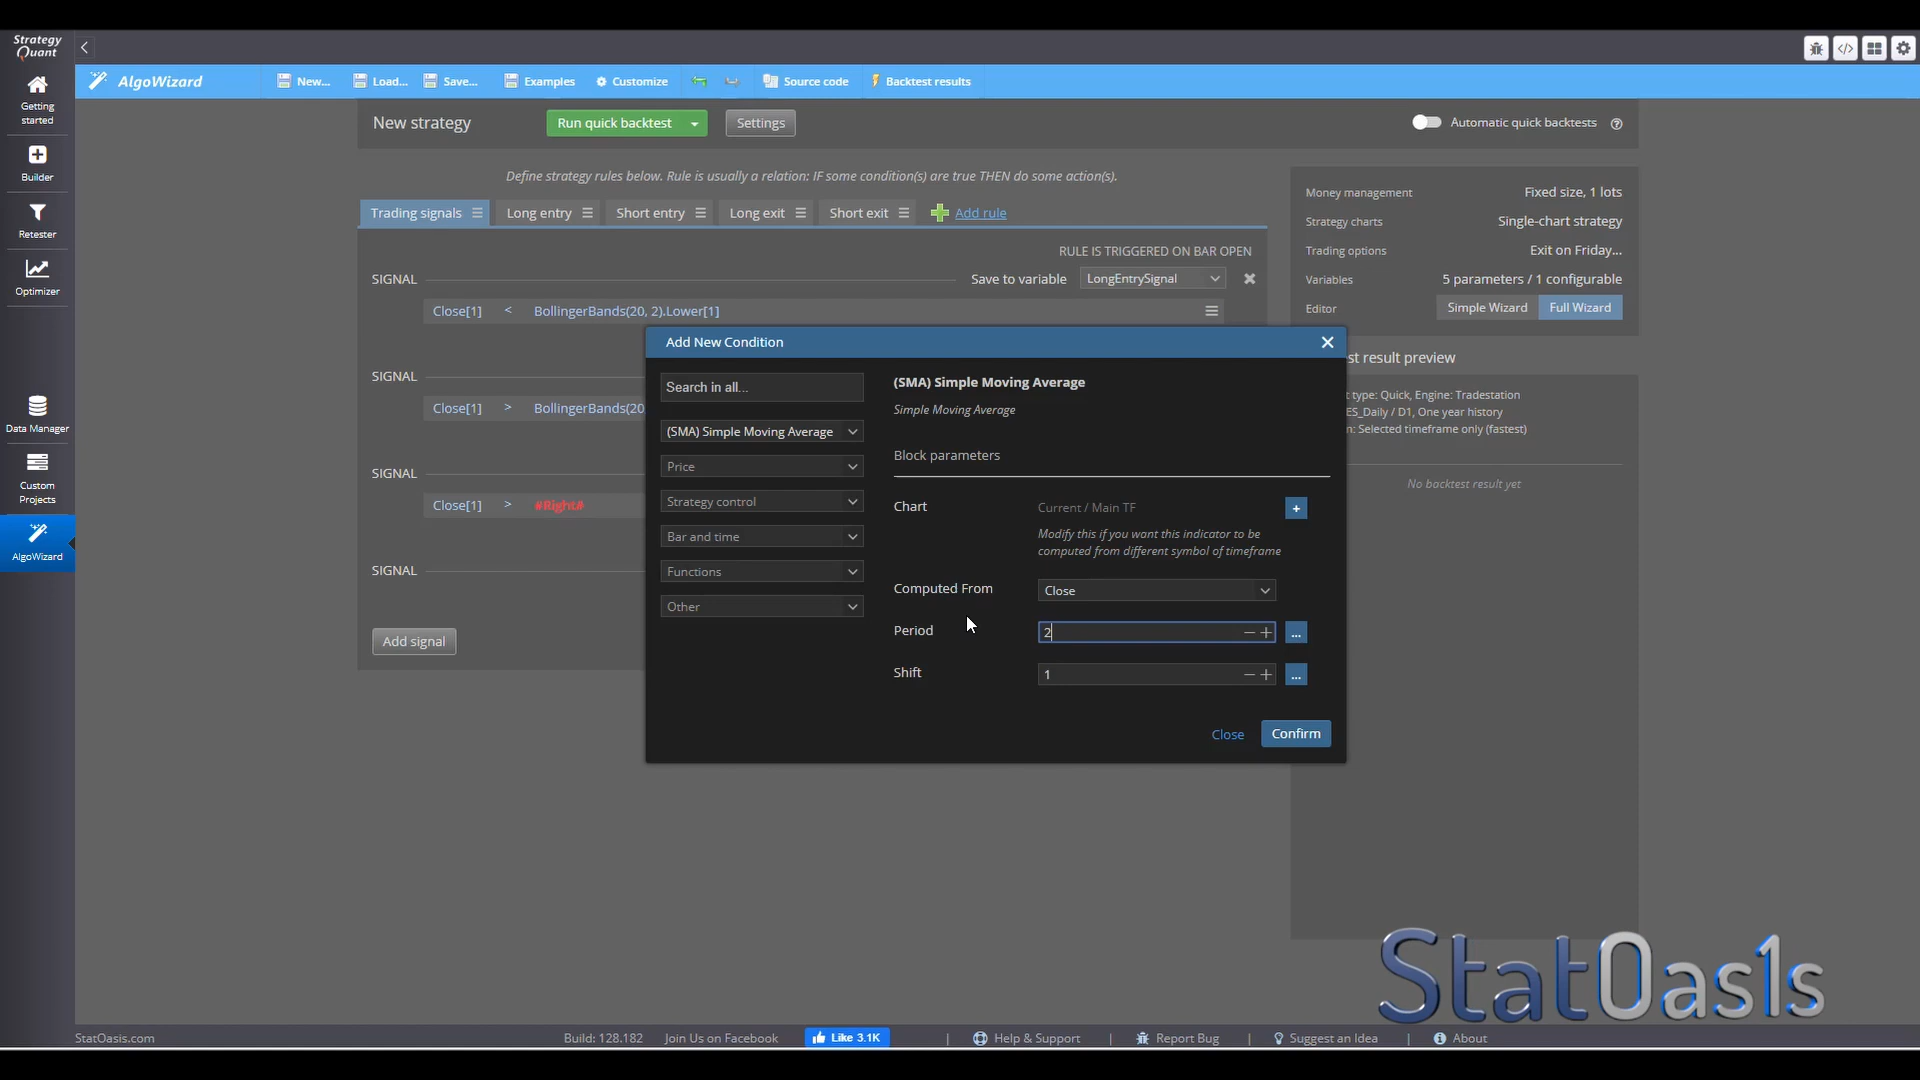 Strategy
Quant
AlgoWizard
New...
Load...
Save...
Examples
Customize
Source code
Backtest results
Getting
started
Builder
Retester
Optimizer
Data Manager
Custom
Projects
AlgoWizard
New strategy
Run quick backtest
Settings
Automatic quick backtests
Define strategy rules below. Rule is usually a relation: IF some condition(s) are true THEN do some action(s).
Trading signals
Long entry
Short entry
Long exit
Short exit
Add rule
RULE IS TRIGGERED ON BAR OPEN
SIGNAL
Save to variable
LongEntrySignal
Close[1] < BollingerBands(20, 2).Lower[1]
SIGNAL
Close[1] > BollingerBands(20
SIGNAL
Close[1] > #Right#
SIGNAL
Add signal
Money management
Fixed size, 1 lots
Strategy charts
Single-chart strategy
Trading options
Exit on Friday...
Variables
5 parameters / 1 configurable
Editor
Simple Wizard
Full Wizard
st result preview
t type: Quick, Engine: Tradestation
ES_Daily / D1, One year history
n: Selected timeframe only (fastest)
No backtest result yet
Add New Condition
Search in all...
(SMA) Simple Moving Average
Price
Strategy control
Bar and time
Functions
Other
(SMA) Simple Moving Average
Simple Moving Average
Block parameters
Chart
Current / Main TF
+
Modify this if you want this indicator to be
computed from different symbol of timeframe
Computed From
Close
Period
2
...
Shift
1
...
Close
Confirm
StatOas1s
StatOasis.com
Build: 128.182
Join Us on Facebook
Like 3.1K
Help & Support
Report Bug
Suggest an Idea
About